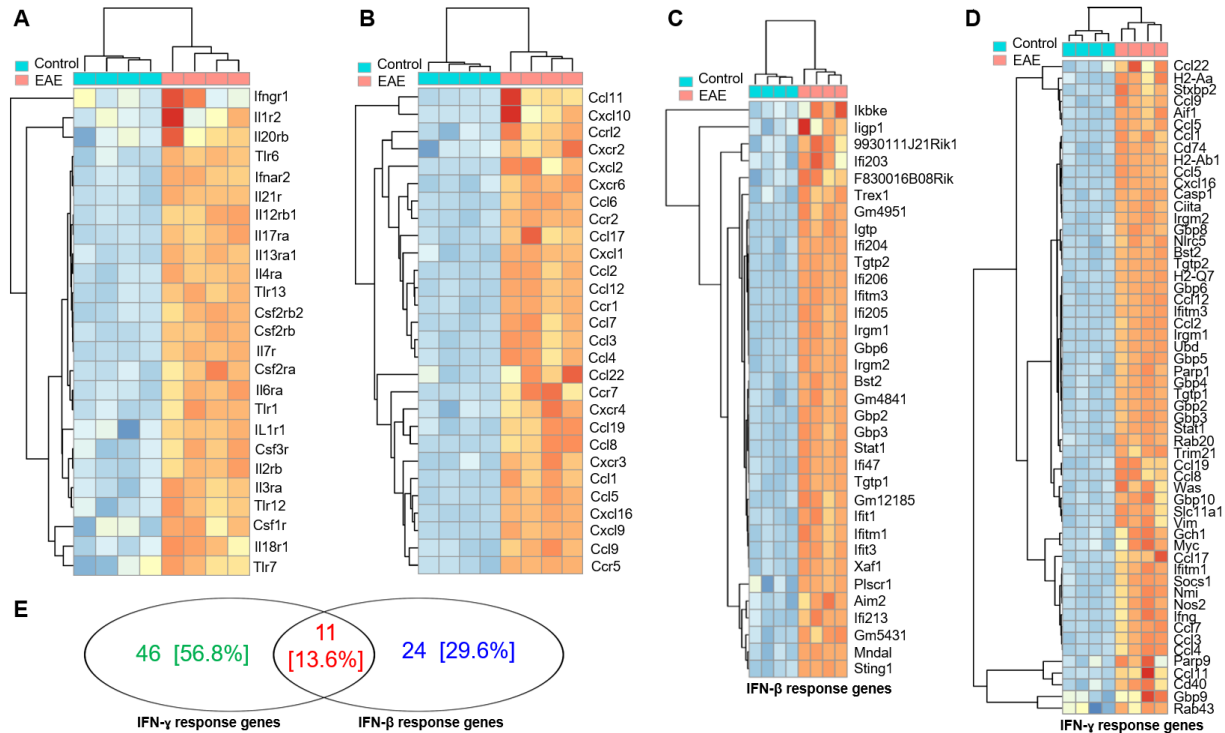 A
Control
EAE
Ifngr1
Il1r2
Il20rb
Tlr6
Ifnar2
Il21r
Il12rb1
Il17ra
Il13ra1
Il4ra
Tlr13
Csf2rb2
Csf2rb
Il7r
Csf2ra
Il6ra
Tlr1
IL1r1
Csf3r
Il2rb
Il3ra
Tlr12
Csf1r
Il18r1
Tlr7
B
Control
EAE
Ccl11
Cxcl10
Ccrl2
Cxcr2
Cxcl2
Cxcr6
Ccl6
Ccr2
Ccl17
Cxcl1
Ccl2
Ccl12
Ccr1
Ccl7
Ccl3
Ccl4
Ccl22
Ccr7
Cxcr4
Ccl19
Ccl8
Cxcr3
Ccl1
Ccl5
Cxcl16
Cxcl9
Ccl9
Ccr5
C
Control
EAE
Ikbke
Iigp1
9930111J21Rik1
Ifi203
F830016B08Rik
Trex1
Gm4951
Igtp
Ifi204
Tgtp2
Ifi206
Ifitm3
Ifi205
Irgm1
Gbp6
Irgm2
Bst2
Gm4841
Gbp2
Gbp3
Stat1
Ifi47
Tgtp1
Gm12185
Ifit1
Ifitm1
Ifit3
Xaf1
Plscr1
Aim2
Ifi213
Gm5431
Mndal
Sting1
IFN-β response genes
D
Control
EAE
Ccl22
H2-Aa
Stxbp2
Ccl9
Aif1
Ccl5
Ccl1
Cd74
H2-Ab1
Ccl5
Cxcl16
Casp1
Ciita
Irgm2
Gbp8
Nlrc5
Bst2
Tgtp2
H2-Q7
Gbp6
Ccl12
Ifitm3
Ccl2
Irgm1
Ubd
Gbp5
Parp1
Gbp4
Tgtp1
Gbp2
Gbp3
Stat1
Rab20
Trim21
Ccl19
Ccl8
Was
Gbp10
Slc11a1
Vim
Gch1
Myc
Ccl17
Ifitm1
Socs1
Nmi
Nos2
Ifng
Ccl7
Ccl3
Ccl4
Parp9
Ccl11
Cd40
Gbp9
Rab43
IFN-γ response genes
E
46 [56.8%]
11
[13.6%]
24 [29.6%]
IFN-γ response genes
IFN-β response genes